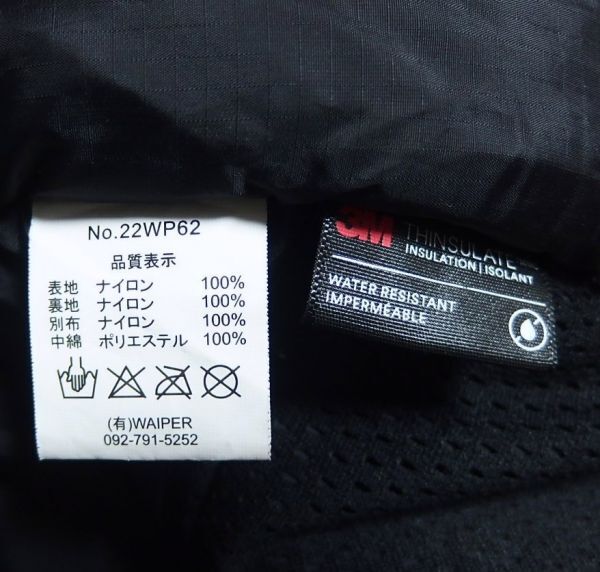 No.22WP62
品質表示
表地 ナイロン 100%
裏地 ナイロン 100%
別布 ナイロン 100%
中綿 ポリエステル 100%
(有)WAIPER
092-791-5252
3M THINSULATE
INSULATION | ISOLANT
WATER RESISTANT
IMPERMÉABLE